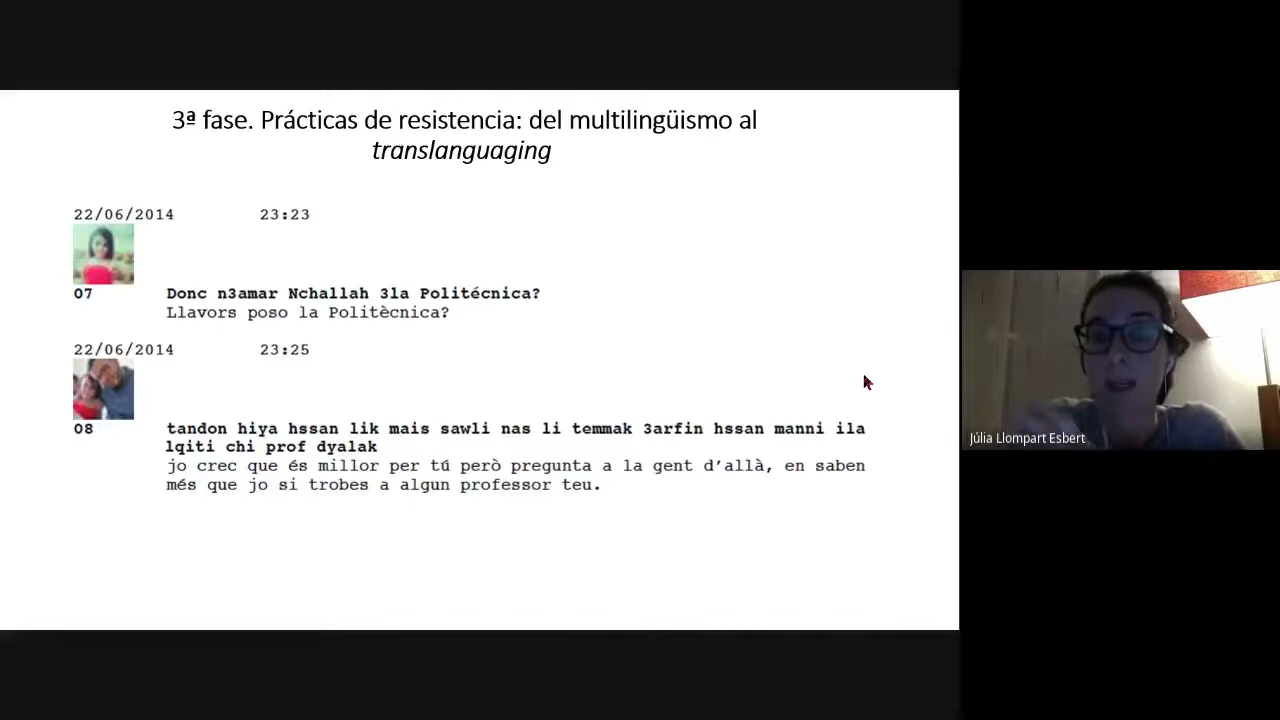 3ª fase. Prácticas de resistencia: del multilingüismo al
translanguaging
22/06/2014 23:23
07 Donc n3amar Nchallah 3la Politécnica?
Llavors poso la Politècnica?
22/06/2014 23:25
08 tandon hiya hssan lik mais sawli nas li temmak 3arfin hssan manni ila
lqiti chi prof dyalak
jo crec que és millor per tú però pregunta a la gent d’allà, en saben
més que jo si trobes a algun professor teu.
Júlia Llompart Esbert